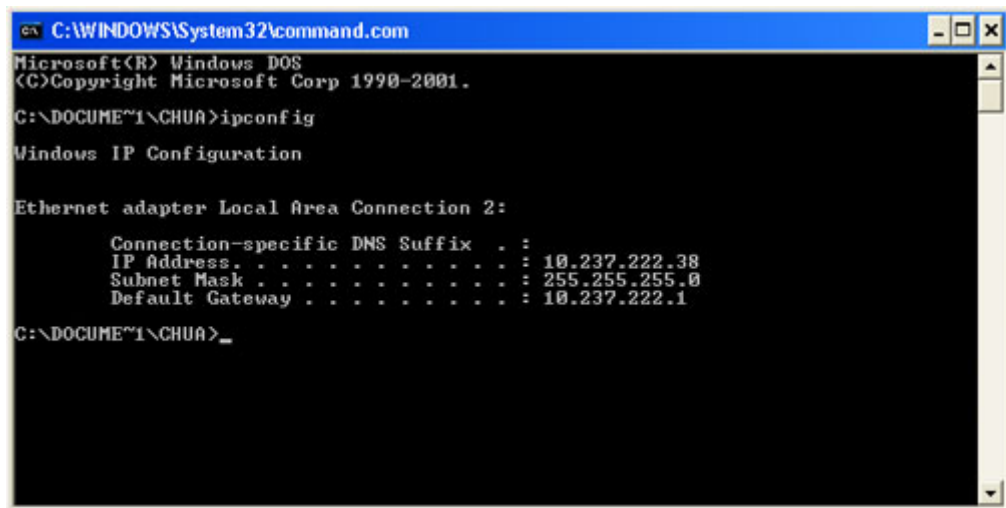 C:\WINDOWS\System32\command.com
Microsoft(R) Windows DOS
(C)Copyright Microsoft Corp 1990-2001.
C:\DOCUME~1\CHUA>ipconfig
Windows IP Configuration
Ethernet adapter Local Area Connection 2:
Connection-specific DNS Suffix  . :
IP Address. . . . . . . . . . . . : 10.237.222.38
Subnet Mask . . . . . . . . . . . : 255.255.255.0
Default Gateway . . . . . . . . . : 10.237.222.1
C:\DOCUME~1\CHUA>_